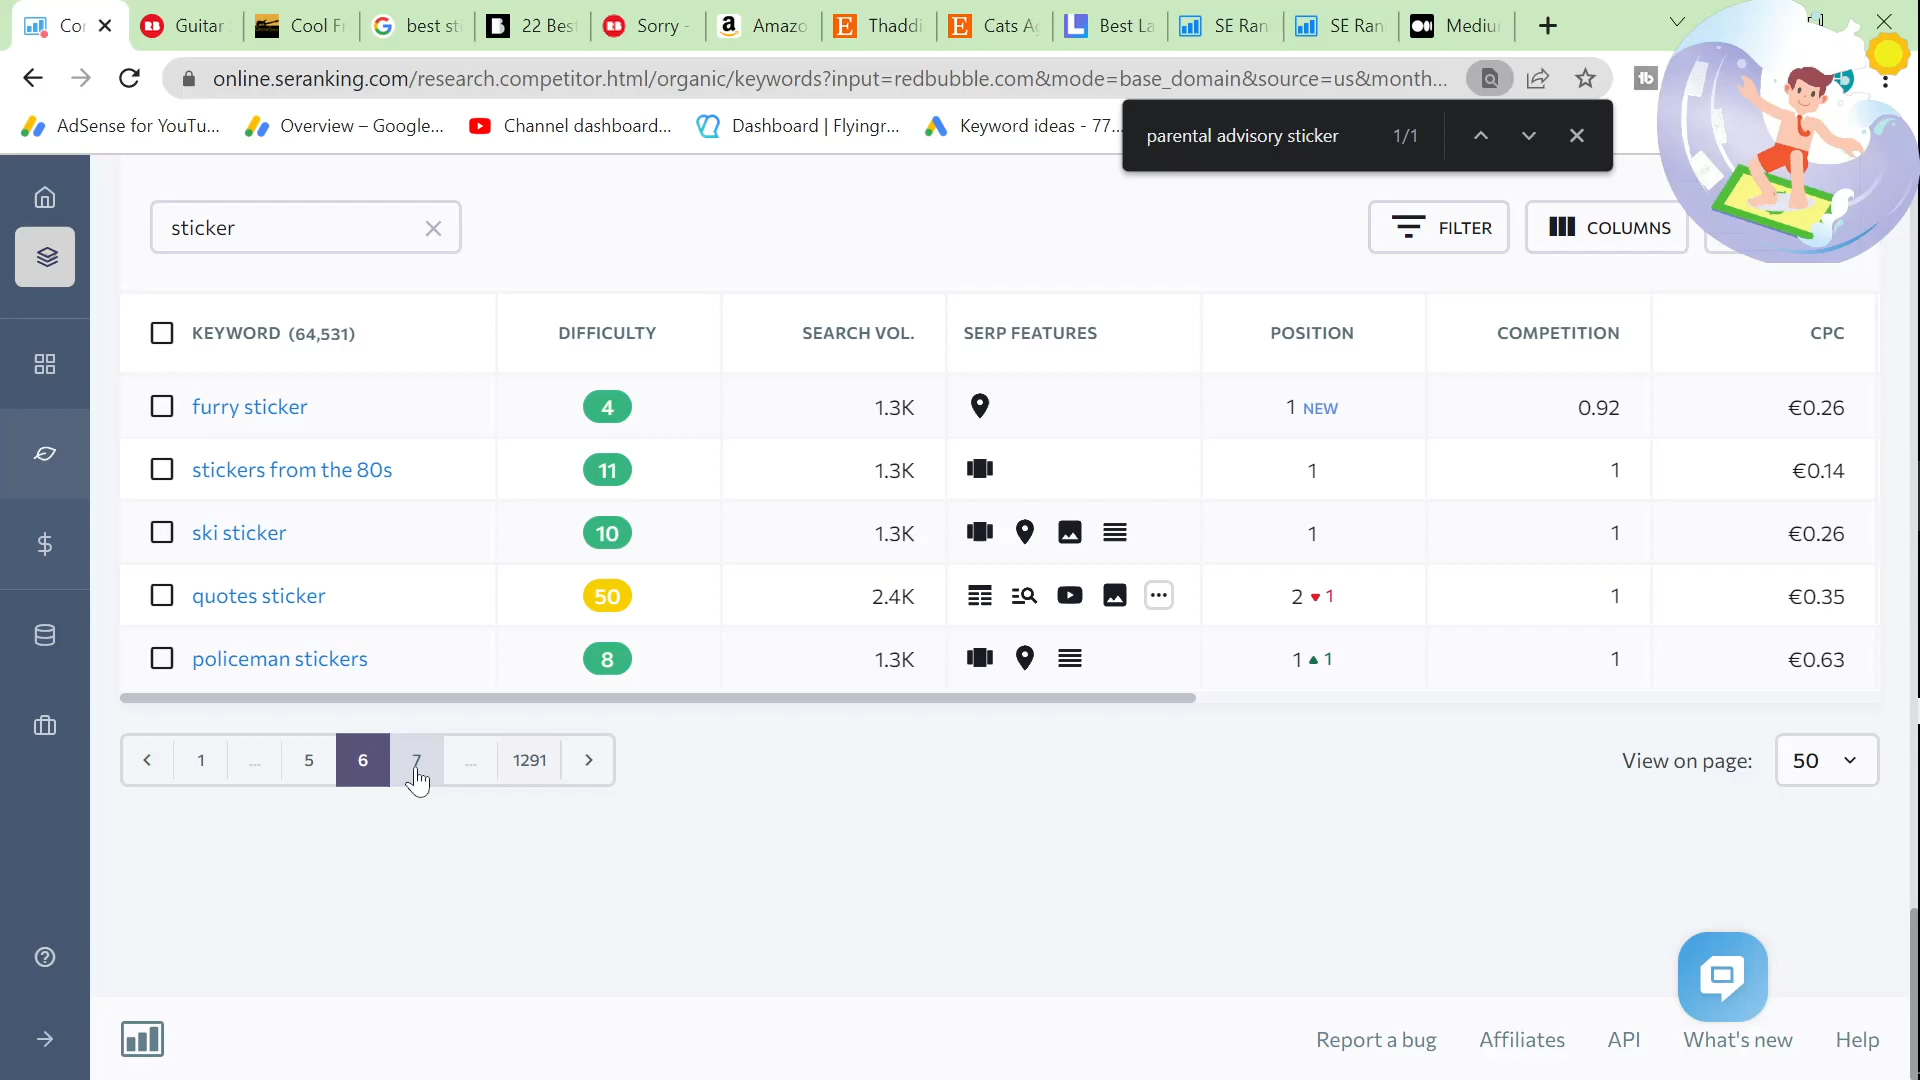 Co
Guitar
Cool F
best st
22 Bes
Sorry -
Amazo
Thaddi
Cats A
Best La
SE Ran
SE Ran
Mediu
online.seranking.com/research.competitor.html/organic/keywords?input=redbubble.com&mode=base_domain&source=us&month...
AdSense for YouTu...
Overview – Google...
Channel dashboard...
Dashboard | Flyingr...
Keyword ideas - 77...
parental advisory sticker 1/1
sticker
FILTER
COLUMNS
KEYWORD (64,531) DIFFICULTY SEARCH VOL. SERP FEATURES POSITION COMPETITION CPC
furry sticker 4 1.3K 1 NEW 0.92 €0.26
stickers from the 80s 11 1.3K 1 1 €0.14
ski sticker 10 1.3K 1 1 €0.26
quotes sticker 50 2.4K 2 1 1 €0.35
policeman stickers 8 1.3K 1 1 1 €0.63
1 ... 5 6 7 ... 1291
View on page: 50
Report a bug Affiliates API What's new Help